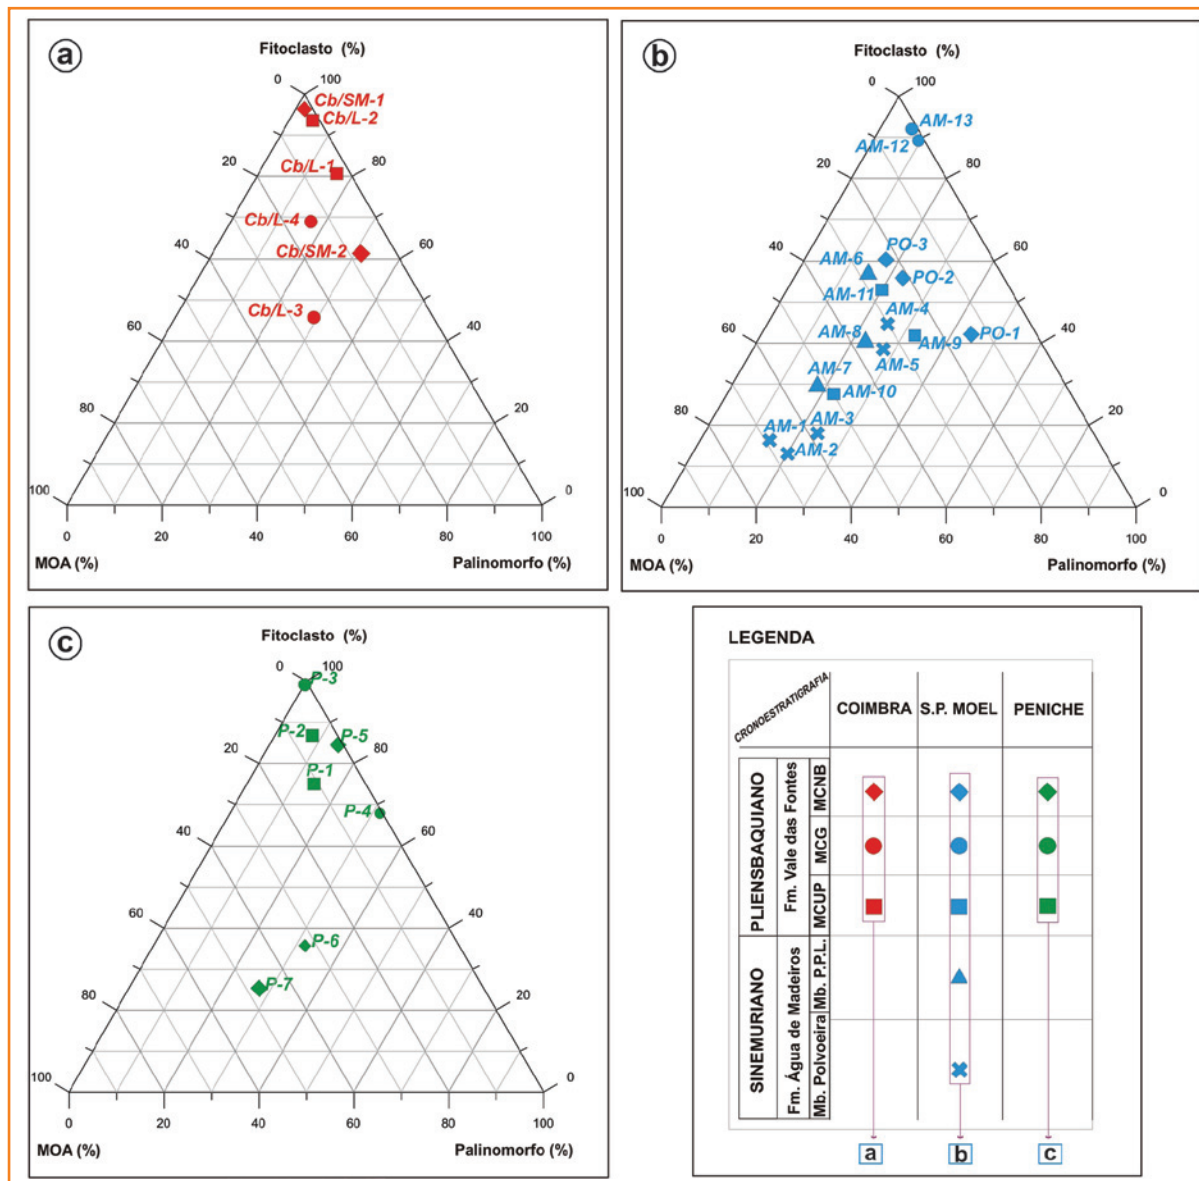 a
Fitoclasto (%)
0 100
Cb/SM-1
Cb/L-2
Cb/L-1
20 80
Cb/L-4
Cb/SM-2
40 60
Cb/L-3
60 40
80 20
100 0
0 20 40 60 80 100
MOA (%) Palinomorfo (%)
b
Fitoclasto (%)
0 100
AM-13
AM-12
20 80
PO-3
AM-6
40 60
PO-2
AM-11
AM-4
AM-8
PO-1
AM-9
60 40
AM-5
AM-7
AM-10
80 20
AM-1 AM-3
AM-2
100 0
0 20 40 60 80 100
MOA (%) Palinomorfo (%)
c
Fitoclasto (%)
0 100
P-3
P-2 P-5
20 80
P-1
P-4
40 60
60 40
P-6
P-7
80 20
100 0
0 20 40 60 80 100
MOA (%) Palinomorfo (%)
LEGENDA
CRONOESTRATIGRAFIA
COIMBRA S.P. MOEL PENICHE
PLIENSBAQUIANO
Fm. Vale das Fontes
MCNB
MCG
MCUP
SINEMURIANO
Fm. Água de Madeiros
Mb. P.P.L.
Mb. Polvoeira
a b c